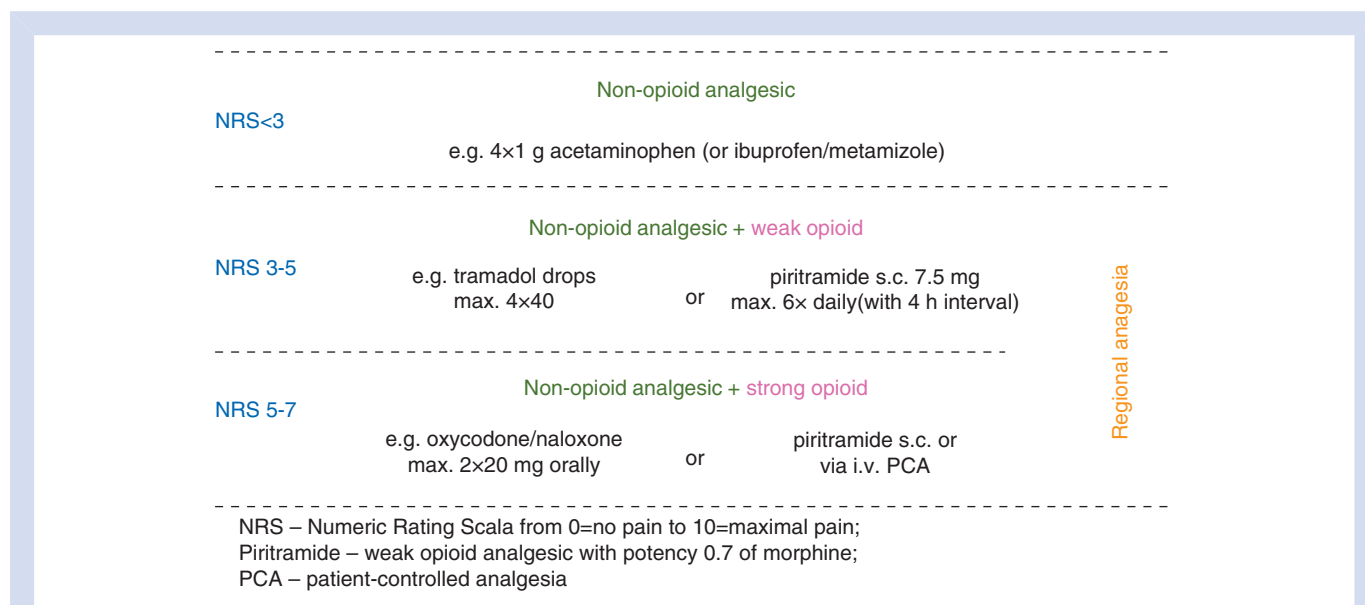 Non-opioid analgesic
NRS<3
e.g. 4×1 g acetaminophen (or ibuprofen/metamizole)
Non-opioid analgesic + weak opioid
NRS 3-5
e.g. tramadol drops
max. 4×40
or
piritramide s.c. 7.5 mg
max. 6× daily(with 4 h interval)
Regional anagesia
Non-opioid analgesic + strong opioid
NRS 5-7
e.g. oxycodone/naloxone
max. 2×20 mg orally
or
piritramide s.c. or
via i.v. PCA
NRS – Numeric Rating Scala from 0=no pain to 10=maximal pain;
Piritramide – weak opioid analgesic with potency 0.7 of morphine;
PCA – patient-controlled analgesia